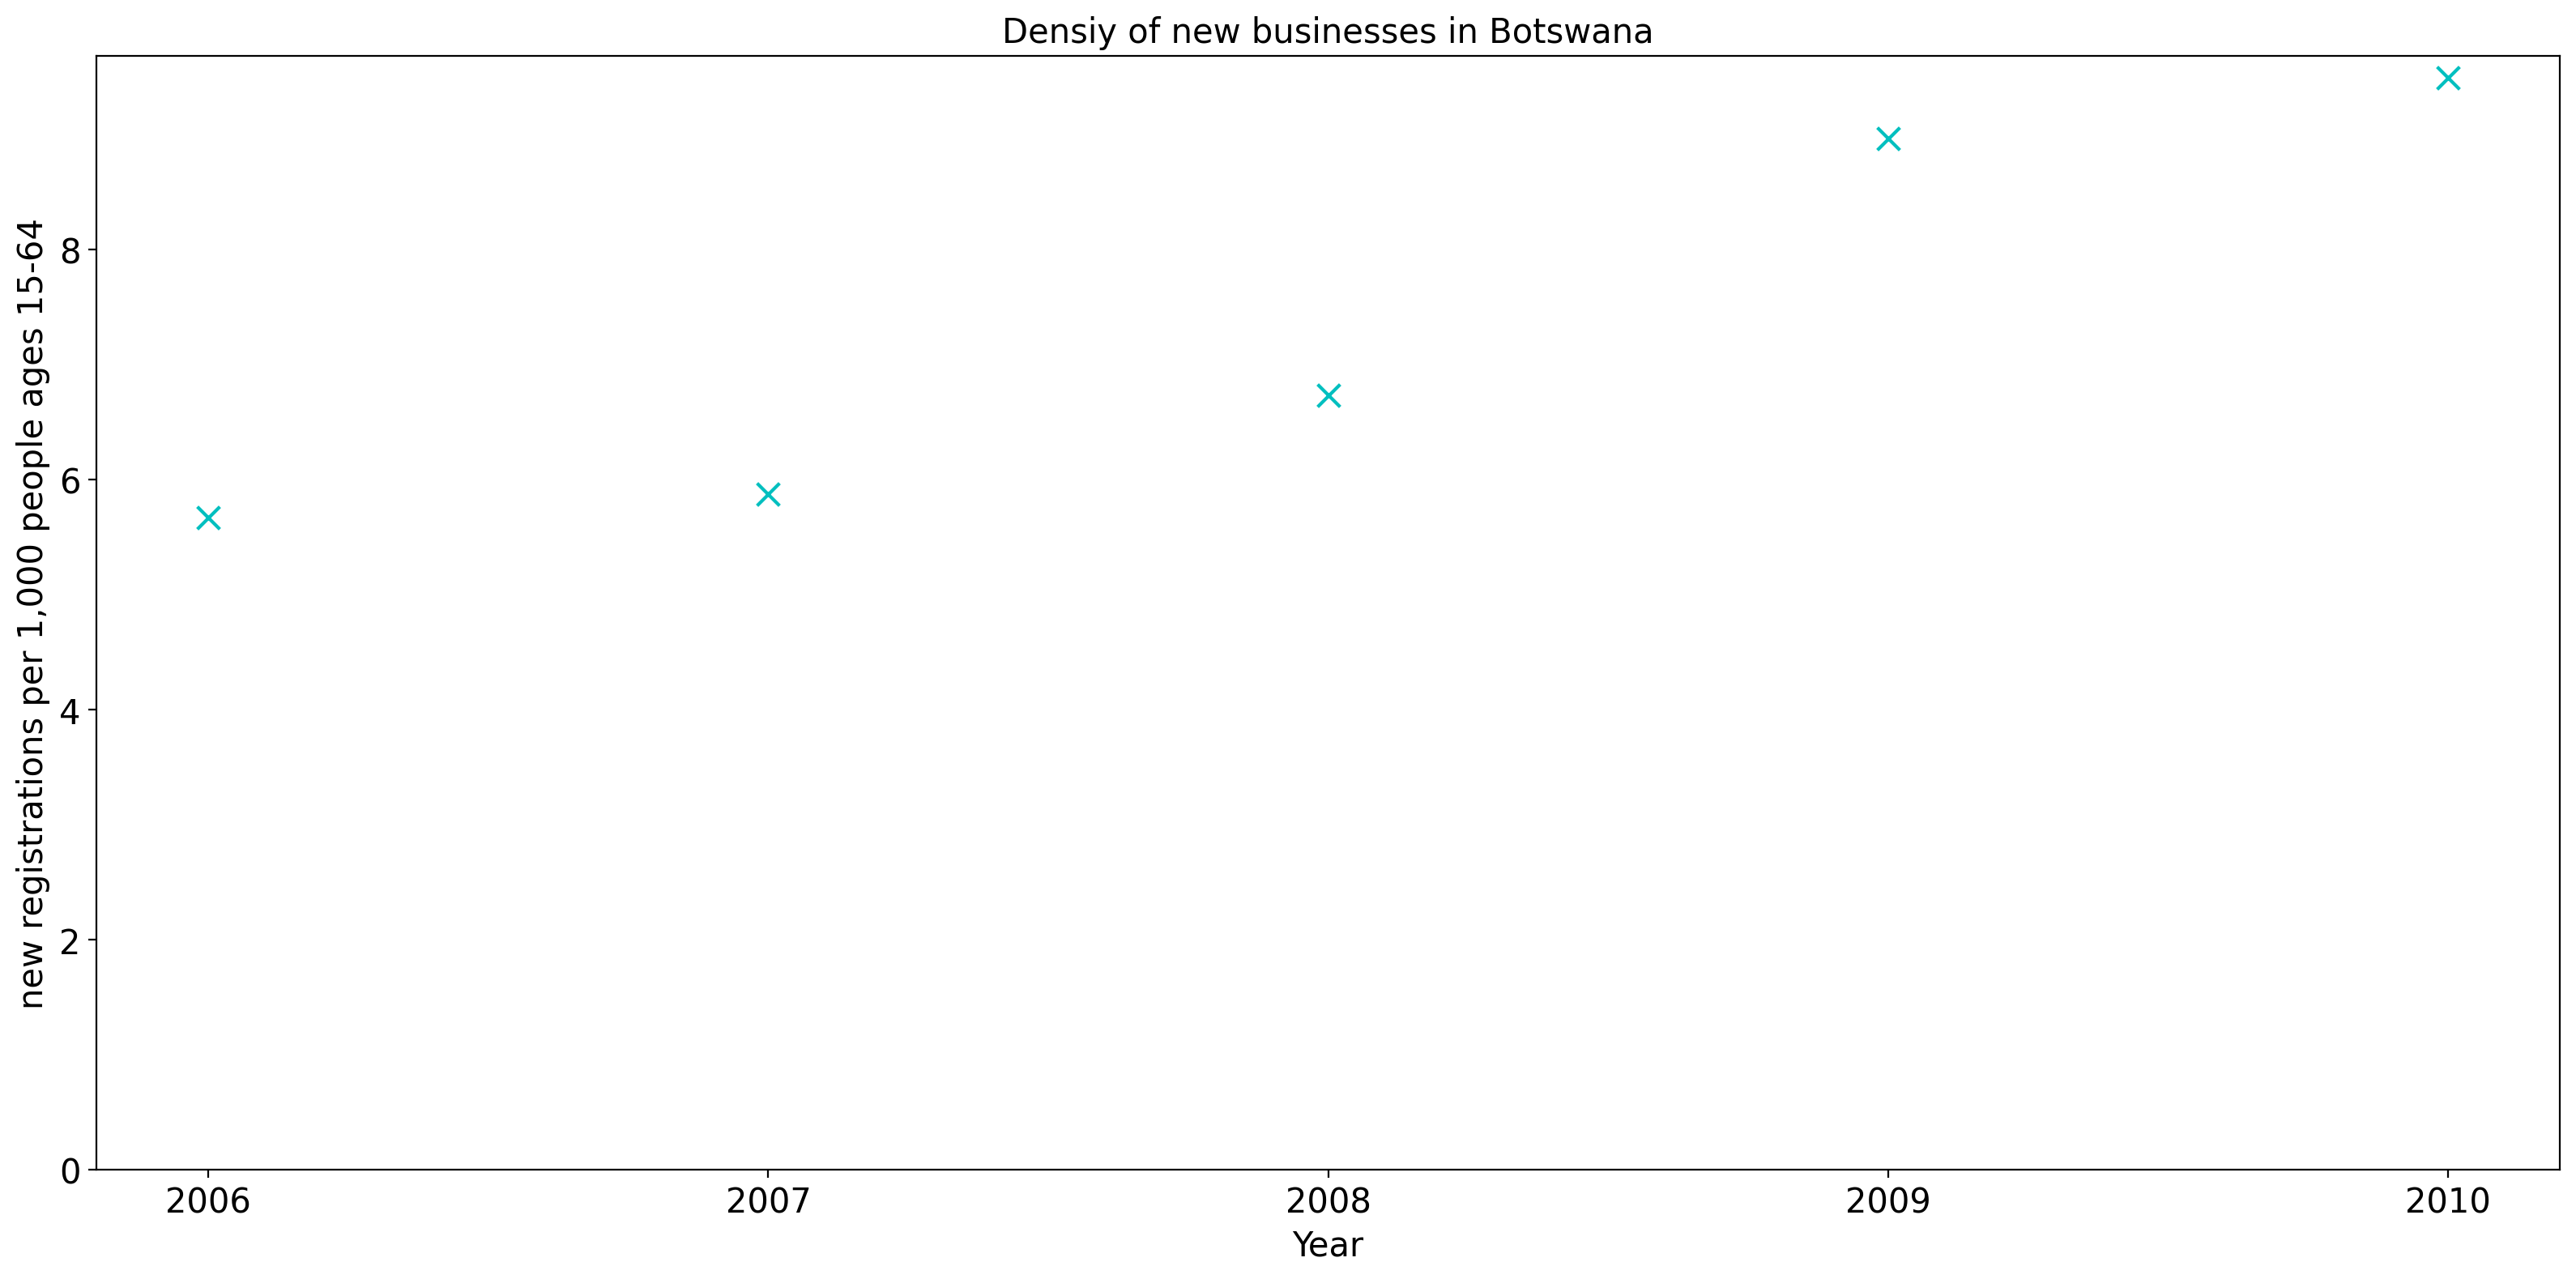 Densiy of new businesses in Botswana
new registrations per 1,000 people ages 15-64
8
6
4
2
0
2006 2007 2008 2009 2010
Year